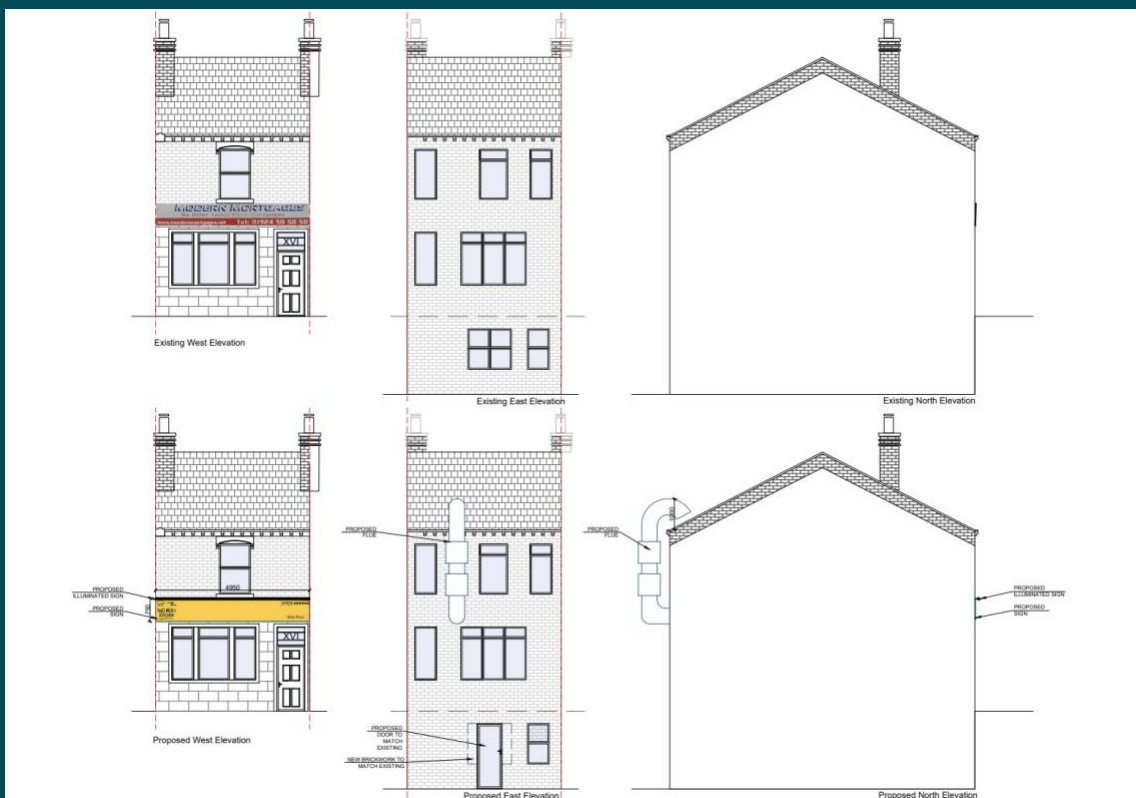 MODERN MORTGAGES
Tel: 01924 50 50 50
XVI
Existing West Elevation
Existing East Elevation
Existing North Elevation
PROPOSED
ILLUMINATED SIGN
PROPOSED
SIGN
750
4950
XVI
Proposed West Elevation
PROPOSED
FLUE
PROPOSED
DOOR TO
MATCH
EXISTING
NEW BRICKWORK TO
MATCH EXISTING
Proposed East Elevation
PROPOSED
FLUE
1000
PROPOSED
ILLUMINATED SIGN
PROPOSED
SIGN
Proposed North Elevation